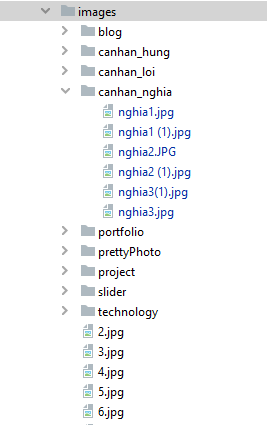 images
blog
canhan_hung
canhan_loi
canhan_nghia
nghia1.jpg
nghia1 (1).jpg
nghia2.JPG
nghia2 (1).jpg
nghia3(1).jpg
nghia3.jpg
portfolio
prettyPhoto
project
slider
technology
2.jpg
3.jpg
4.jpg
5.jpg
6.jpg